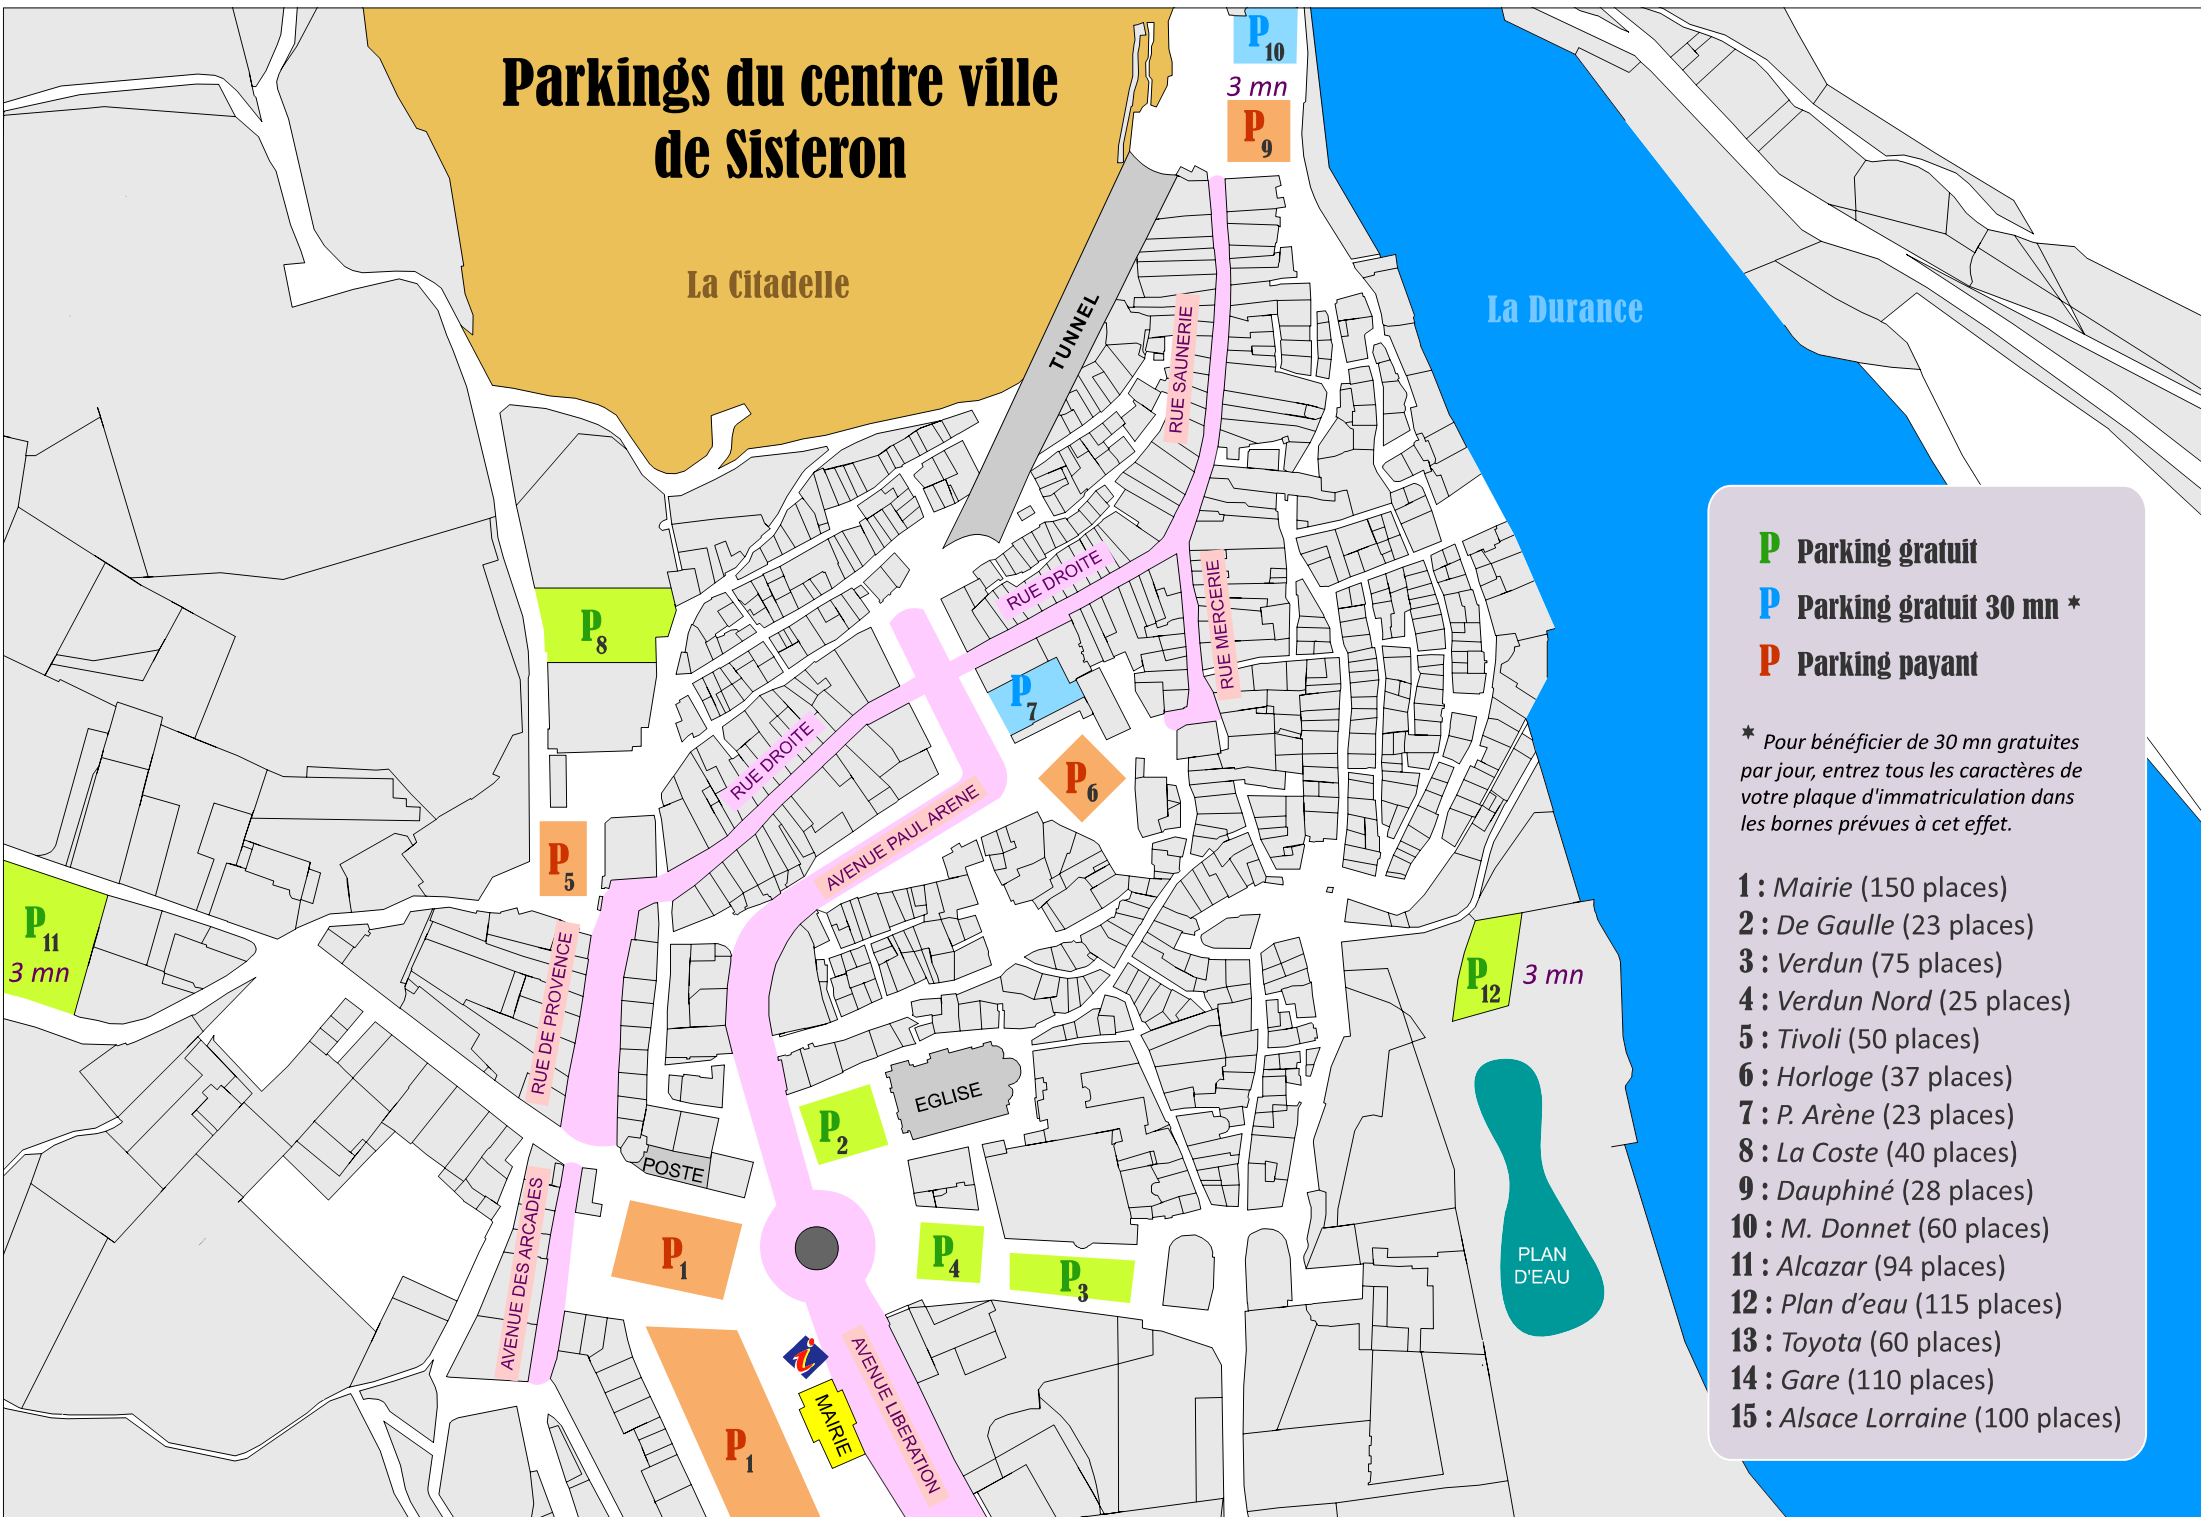 Parkings du centre ville
de Sisteron
La Citadelle
La Durance
TUNNEL
P10
3 mn
P9
RUE SAUNERIE
RUE DROITE
RUE MERCERIE
P8
P7
RUE DROITE
P6
AVENUE PAUL ARENE
P5
P11
3 mn
RUE DE PROVENCE
P12
3 mn
EGLISE
P2
POSTE
AVENUE DES ARCADES
P1
P4
P3
PLAN
D'EAU
i
MAIRIE
AVENUE LIBERATION
P1
P Parking gratuit
P Parking gratuit 30 mn *
P Parking payant
* Pour bénéficier de 30 mn gratuites
par jour, entrez tous les caractères de
votre plaque d'immatriculation dans
les bornes prévues à cet effet.
1 : Mairie (150 places)
2 : De Gaulle (23 places)
3 : Verdun (75 places)
4 : Verdun Nord (25 places)
5 : Tivoli (50 places)
6 : Horloge (37 places)
7 : P. Arène (23 places)
8 : La Coste (40 places)
9 : Dauphiné (28 places)
10 : M. Donnet (60 places)
11 : Alcazar (94 places)
12 : Plan d’eau (115 places)
13 : Toyota (60 places)
14 : Gare (110 places)
15 : Alsace Lorraine (100 places)